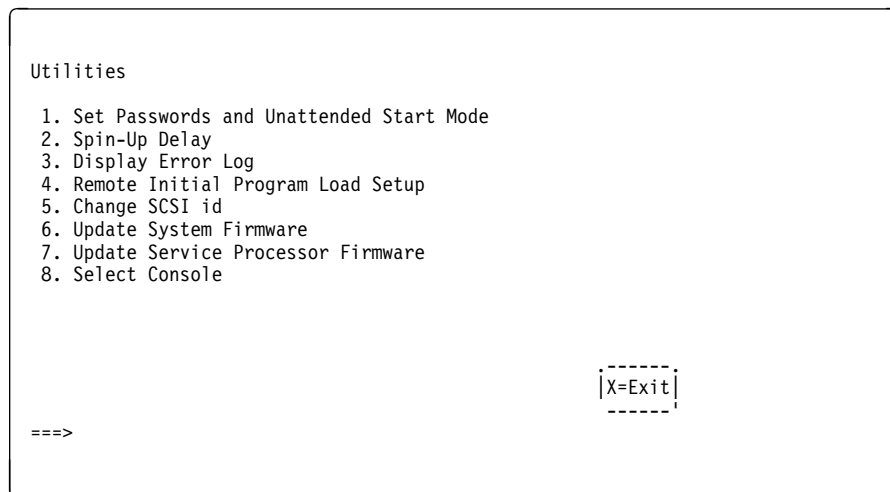 Utilities
1. Set Passwords and Unattended Start Mode
2. Spin-Up Delay
3. Display Error Log
4. Remote Initial Program Load Setup
5. Change SCSI id
6. Update System Firmware
7. Update Service Processor Firmware
8. Select Console
.------.
|X=Exit|
------'
===>